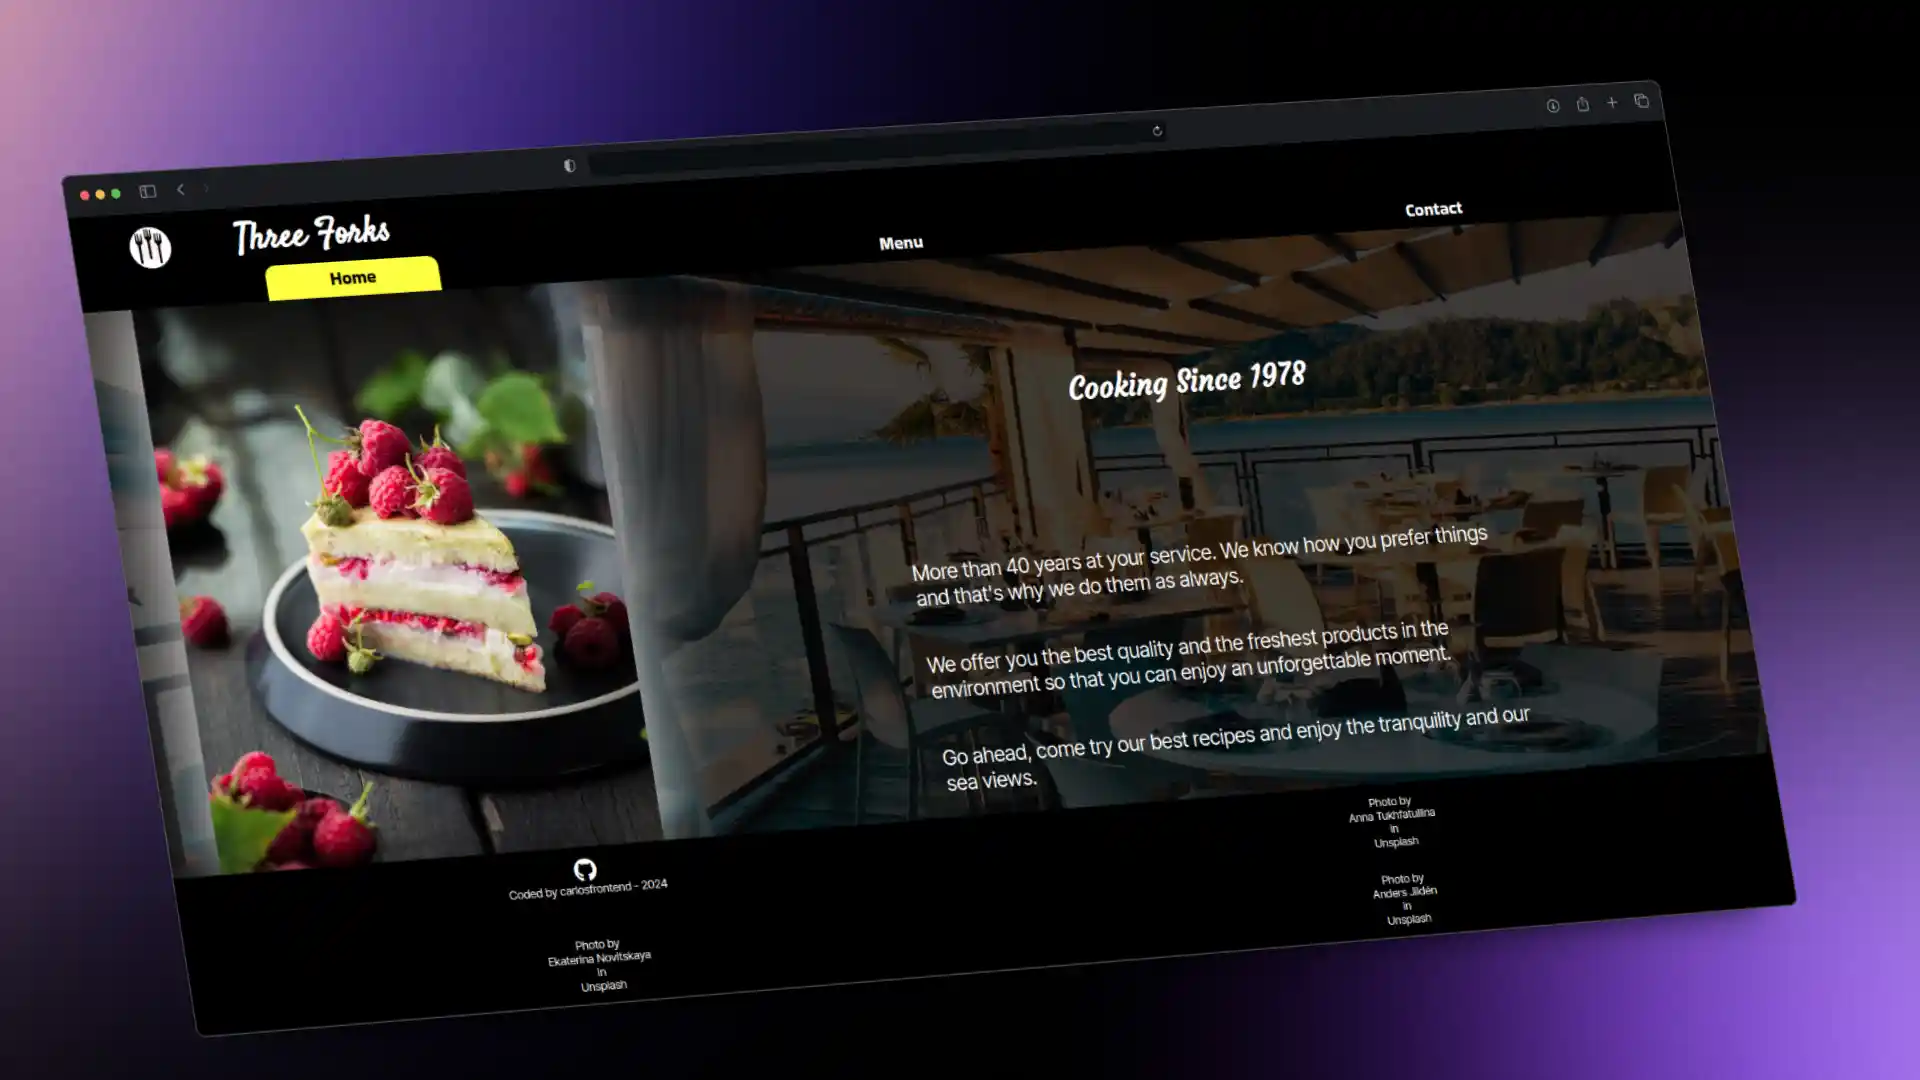 Three Forks
Home
Menu
Contact
Cooking Since 1978
More than 40 years at your service. We know how you prefer things
and that's why we do them as always.
We offer you the best quality and the freshest products in the
environment so that you can enjoy an unforgettable moment.
Go ahead, come try our best recipes and enjoy the tranquility and our
sea views.
Coded by carlosfrontend - 2024
Photo by
Ekaterina Novitskaya
in
Unsplash
Photo by
Anna Tukhfatullina
in
Unsplash
Photo by
Anders Jildén
in
Unsplash